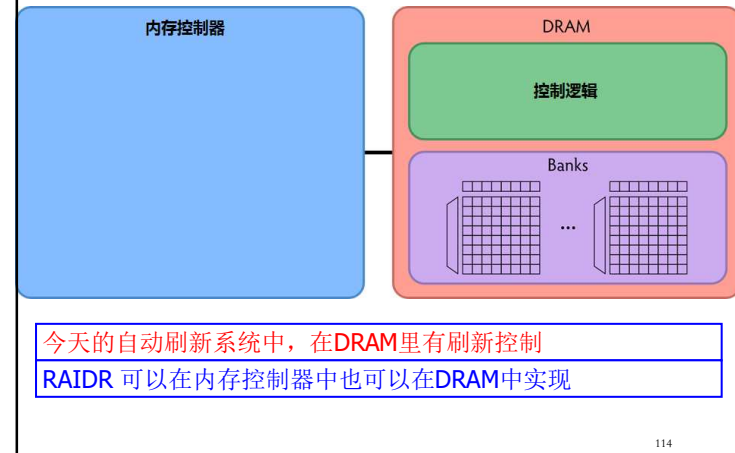 内存控制器
DRAM
控制逻辑
Banks
...
今天的自动刷新系统中，在DRAM里有刷新控制
RAIDR 可以在内存控制器中也可以在DRAM中实现
114